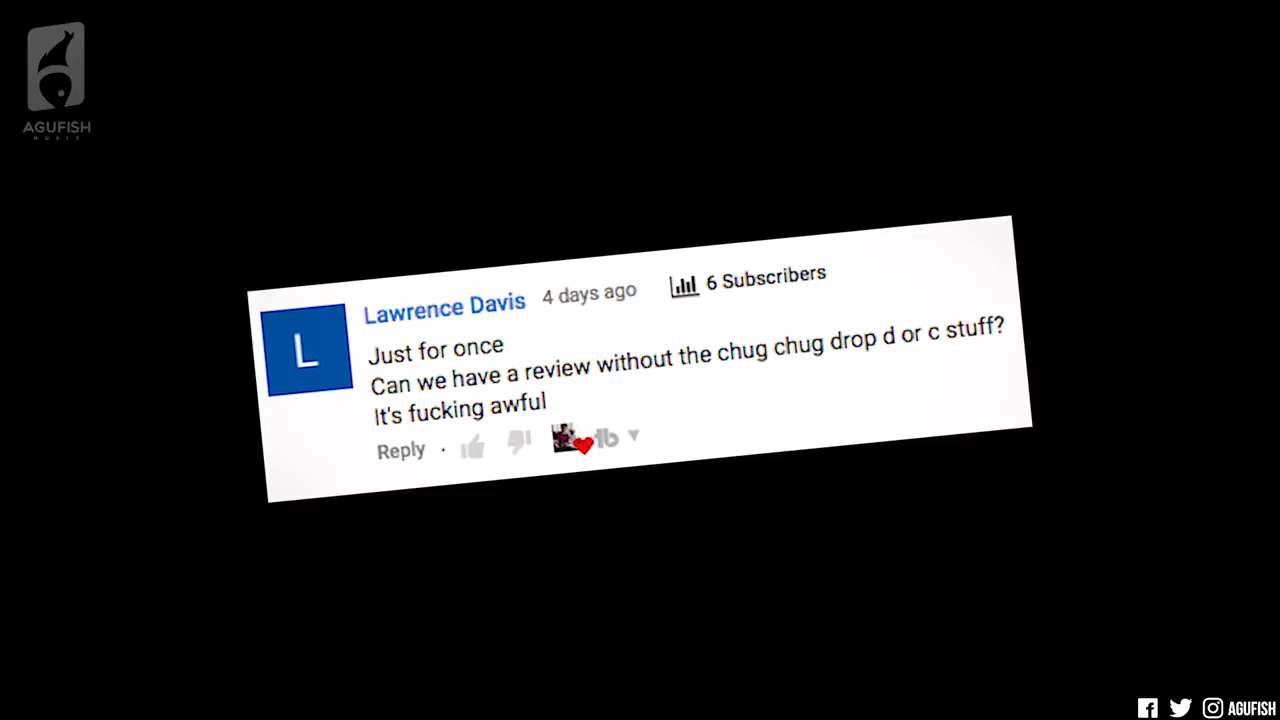 AGUFISH
MUSIC
Lawrence Davis 4 days ago 6 Subscribers
L
Just for once
Can we have a review without the chug chug drop d or c stuff?
It's fucking awful
Reply ·
AGUFISH